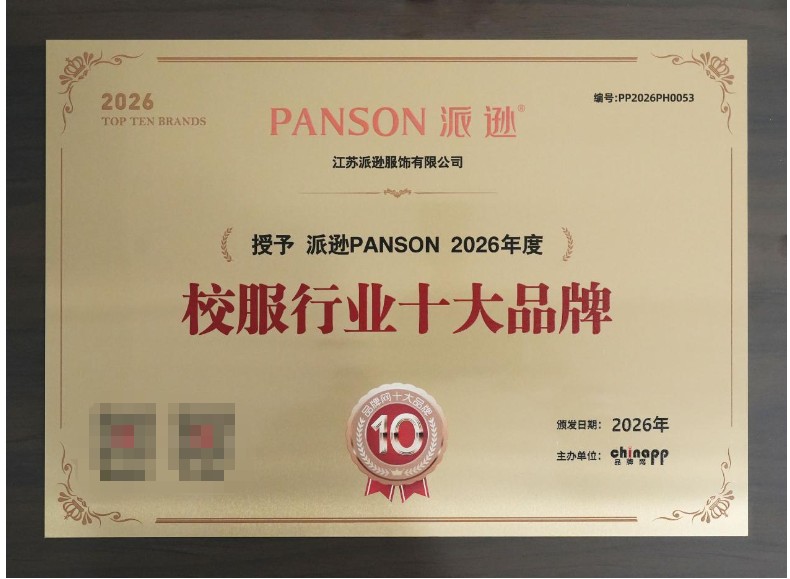 2026
TOP TEN BRANDS
编号:PP2026PH0053
PANSON 派逊®
江苏派逊服饰有限公司
授予 派逊PANSON 2026年度
校服行业十大品牌
品牌网十大品牌
10
颁发日期: 2026年
主办单位: chinapp
品牌网